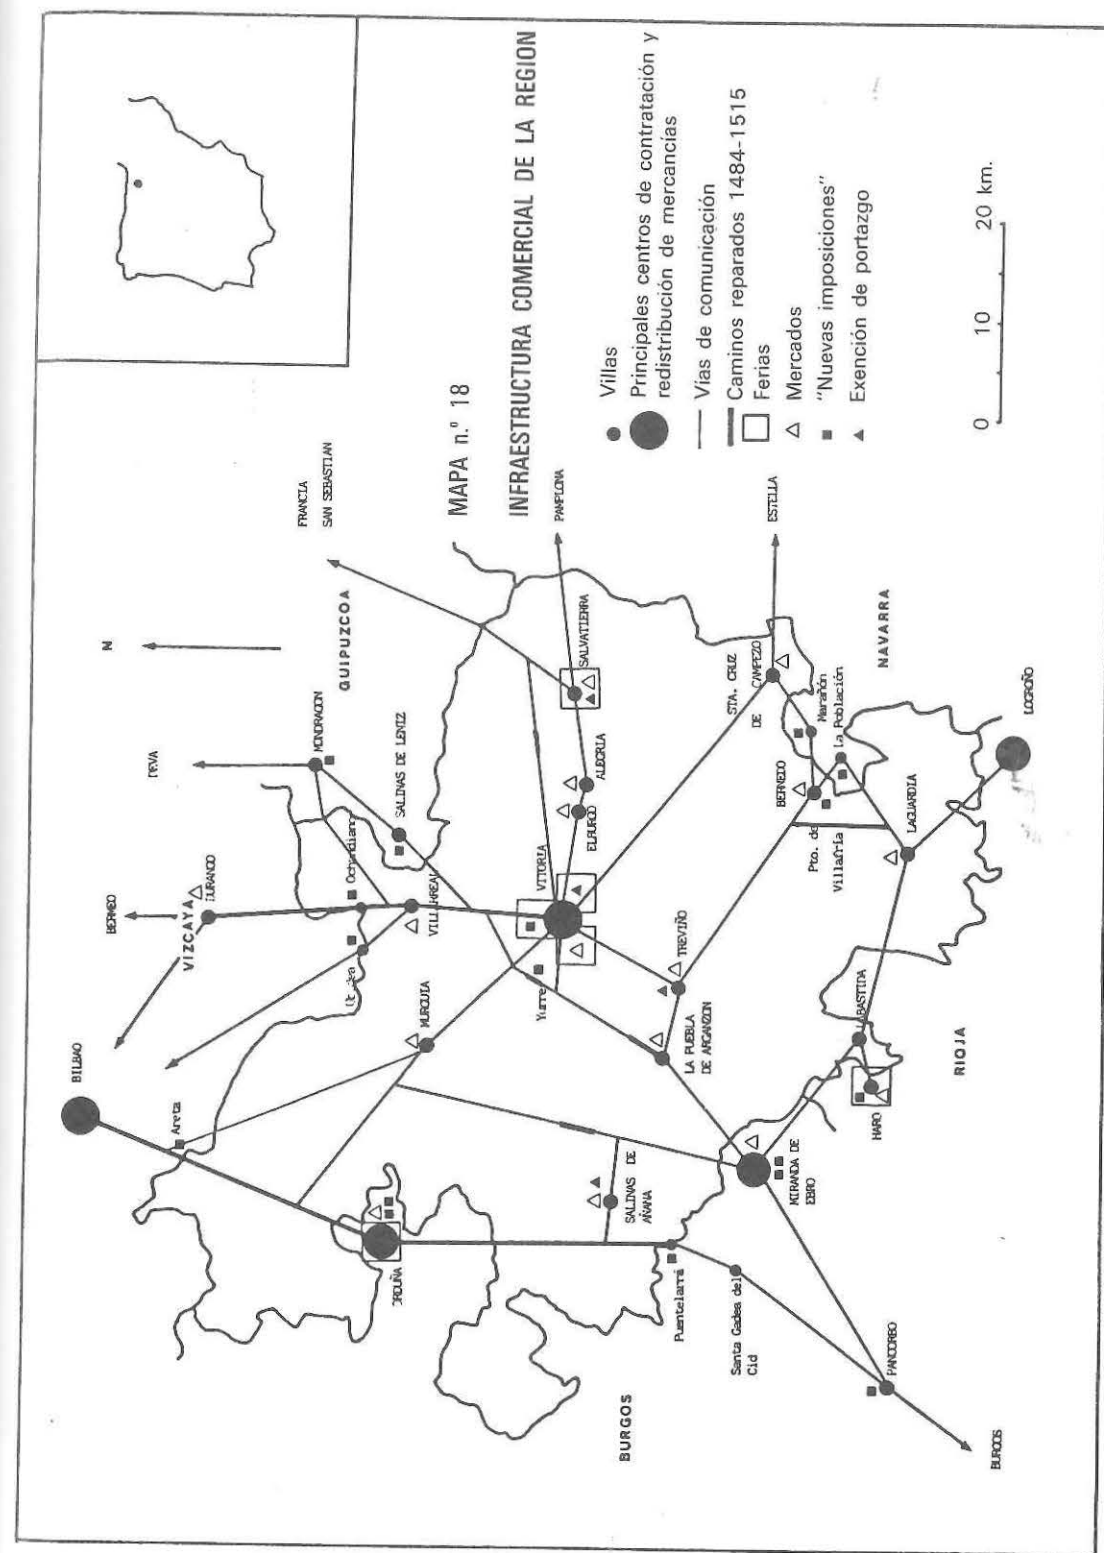 MAPA n.º 18
INFRAESTRUCTURA COMERCIAL DE LA REGION
Villas
Principales centros de contratación y
redistribución de mercancías
Vías de comunicación
Caminos reparados 1484-1515
Ferias
Mercados
"Nuevas imposiciones"
Exención de portazgo
0 10 20 km.
N
FRANCIA
SAN SEBASTIAN
PAMPLONA
ESTELLA
GUIPUZCOA
NAVARRA
LOGROÑO
DEVA
MONDRAGON
SALINAS DE LENIZ
SALVATIERRA
ALEGRIA
ELBURGO
STA. CRUZ
DE CAMPEZO
Marañón
La Población
BERNEDO
Pto. de
Villafría
LAGUARDIA
BERMEO
VIZCAYA
DURANGO
Ochandiano
VILLARREAL
VITORIA
Yurre
TREVIÑO
LA PUEBLA
DE ARGANZON
MURGUIA
LABASTIDA
HARO
RIOJA
BILBAO
Areta
ORDUÑA
SALINAS DE
AÑANA
MIRANDA DE
EBRO
Puentelarrá
Santa Gadea del
Cid
PANCORBO
BURGOS
BURGOS